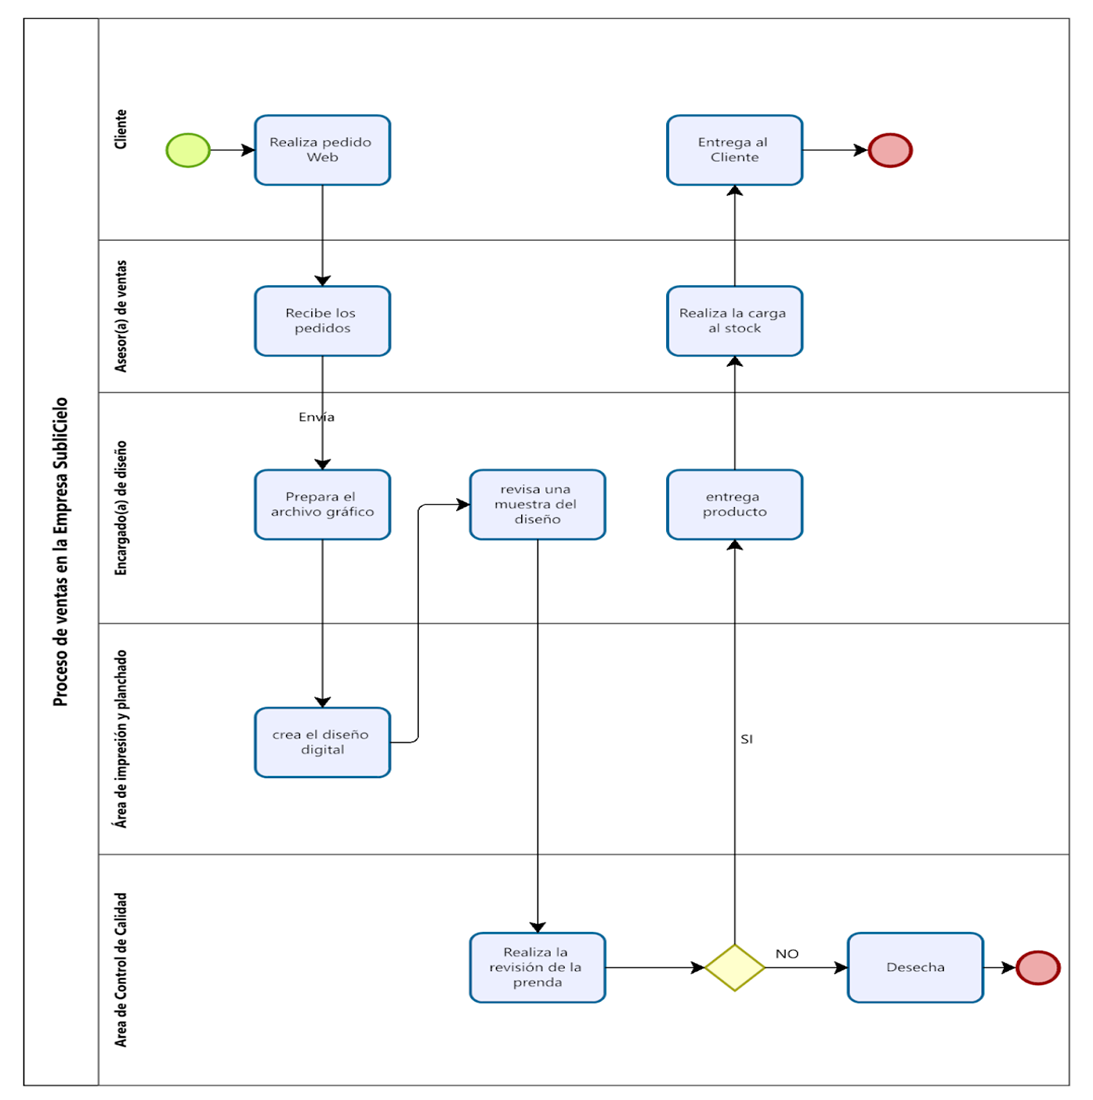 Proceso de ventas en la Empresa SubliCielo
Cliente
Realiza pedido
Web
Entrega al
Cliente
Asesor(a) de ventas
Recibe los
pedidos
Realiza la carga
al stock
Envía
Encargado(a) de diseño
Prepara el
archivo gráfico
revisa una
muestra del
diseño
entrega
producto
Área de impresión y planchado
crea el diseño
digital
SI
Area de Control de Calidad
Realiza la
revisión de la
prenda
NO
Desecha